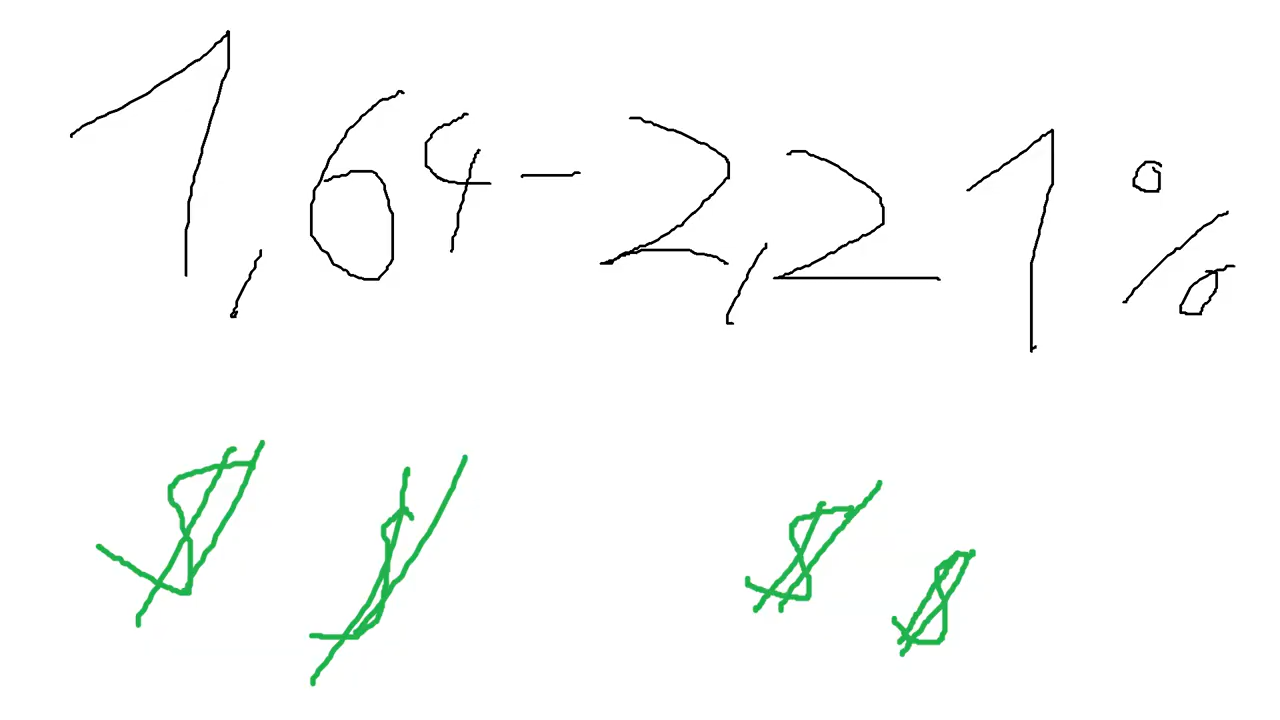 1,64-2,21%
$ $ $ $